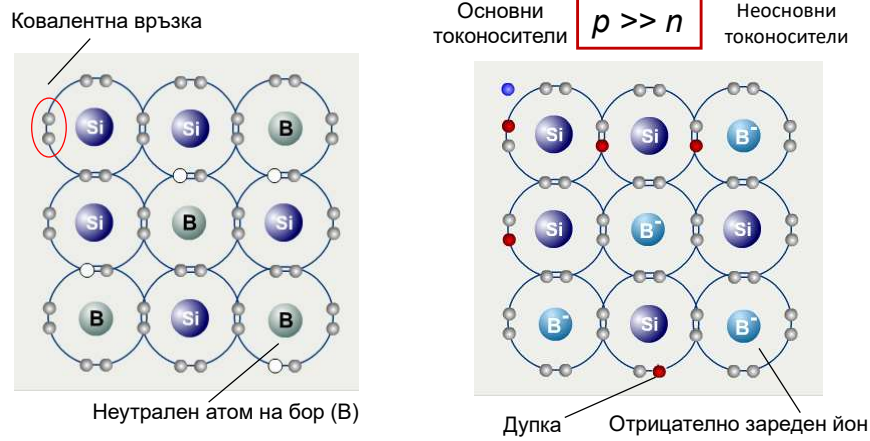 Ковалентна връзка
Si
Si
B
Si
B
Si
B
Si
B
Неутрален атом на бор (B)
Основни
токоносители
p >> n
Неосновни
токоносители
Si
Si
B⁻
Si
B⁻
Si
B⁻
Si
B⁻
Дупка
Отрицателно зареден йон